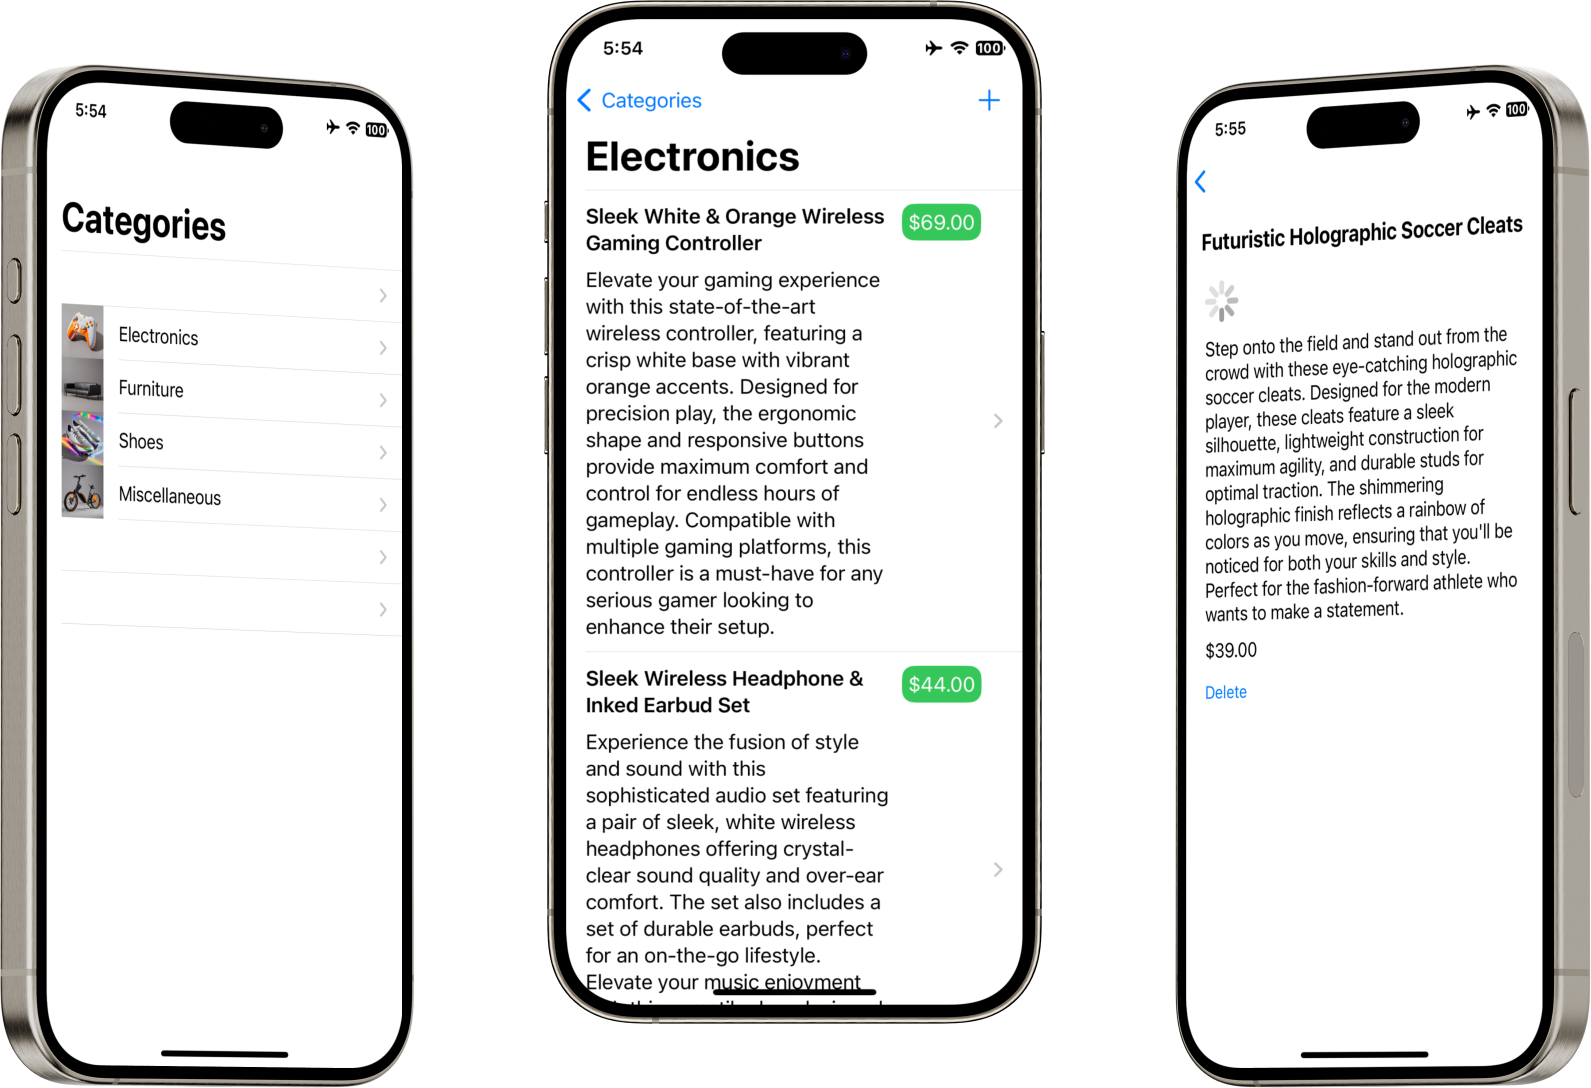 5:54
100
Categories
Electronics
Furniture
Shoes
Miscellaneous
5:54
100
Categories
Electronics
Sleek White & Orange Wireless
Gaming Controller
$69.00
Elevate your gaming experience
with this state-of-the-art
wireless controller, featuring a
crisp white base with vibrant
orange accents. Designed for
precision play, the ergonomic
shape and responsive buttons
provide maximum comfort and
control for endless hours of
gameplay. Compatible with
multiple gaming platforms, this
controller is a must-have for any
serious gamer looking to
enhance their setup.
Sleek Wireless Headphone &
Inked Earbud Set
$44.00
Experience the fusion of style
and sound with this
sophisticated audio set featuring
a pair of sleek, white wireless
headphones offering crystal-
clear sound quality and over-ear
comfort. The set also includes a
set of durable earbuds, perfect
for an on-the-go lifestyle.
Elevate your music enjoyment
5:55
100
Futuristic Holographic Soccer Cleats
Step onto the field and stand out from the
crowd with these eye-catching holographic
soccer cleats. Designed for the modern
player, these cleats feature a sleek
silhouette, lightweight construction for
maximum agility, and durable studs for
optimal traction. The shimmering
holographic finish reflects a rainbow of
colors as you move, ensuring that you'll be
noticed for both your skills and style.
Perfect for the fashion-forward athlete who
wants to make a statement.
$39.00
Delete